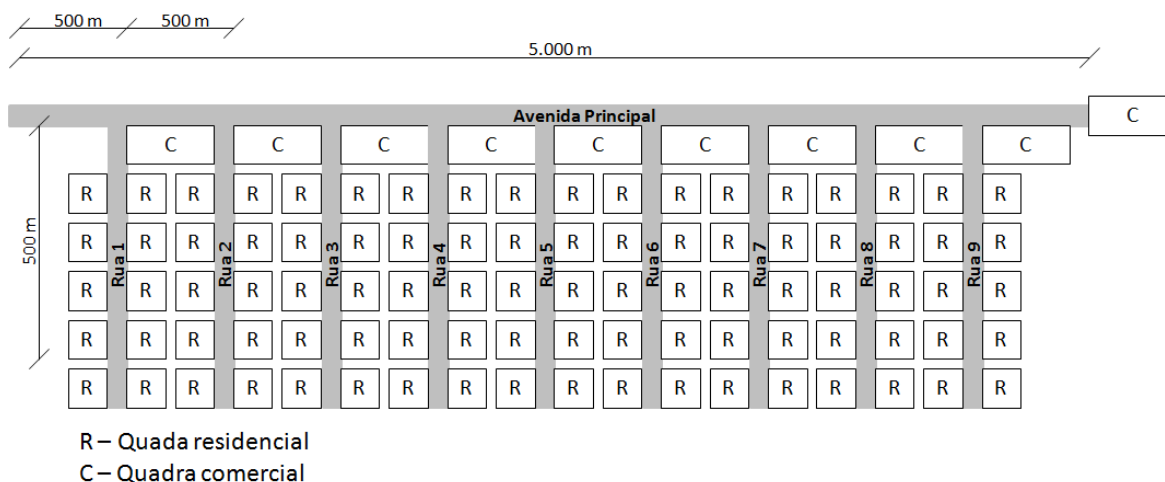 500 m 500 m
5.000 m
Avenida Principal
C
C C C C C C C C C
R R R R R R R R R R R R R R R R R R
R R R R R R R R R R R R R R R R R R
500 m
Rua 1 Rua 2 Rua 3 Rua 4 Rua 5 Rua 6 Rua 7 Rua 8 Rua 9
R R R R R R R R R R R R R R R R R R
R R R R R R R R R R R R R R R R R R
R R R R R R R R R R R R R R R R R R
R – Quada residencial
C – Quadra comercial